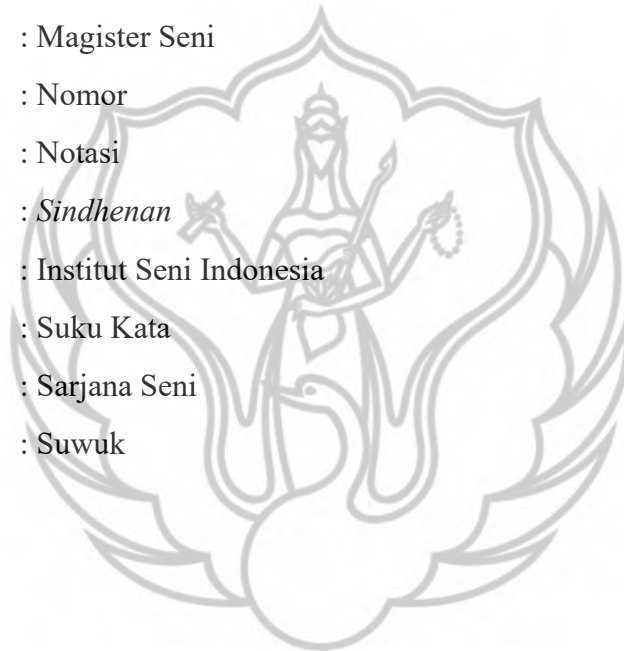 : Magister Seni
: Nomor
: Notasi
: Sindhenan
: Institut Seni Indonesia
: Suku Kata
: Sarjana Seni
: Suwuk